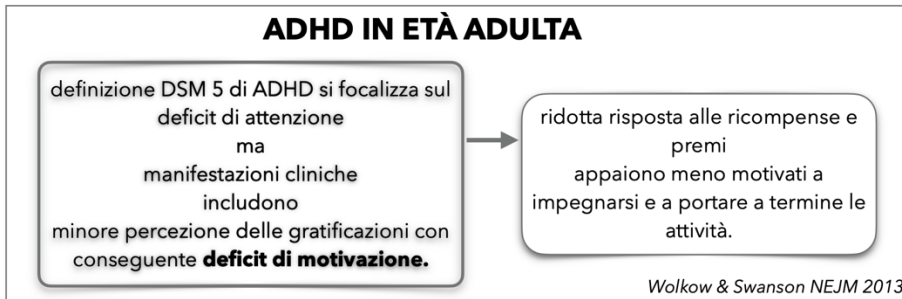 ADHD IN ETÀ ADULTA
definizione DSM 5 di ADHD si focalizza sul
deficit di attenzione
ma
manifestazioni cliniche
includono
minore percezione delle gratificazioni con
conseguente deficit di motivazione.
ridotta risposta alle ricompense e
premi
appaiono meno motivati a
impegnarsi e a portare a termine le
attività.
Wolkow & Swanson NEJM 2013